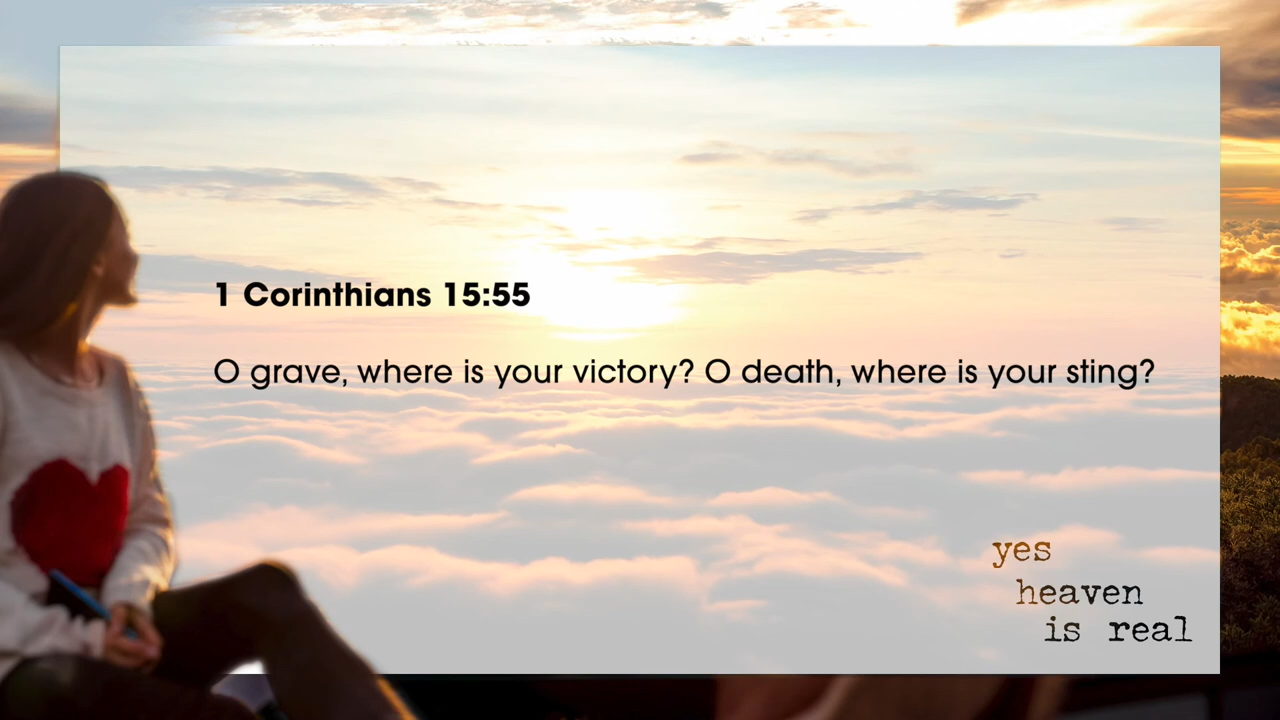 1 Corinthians 15:55
O grave, where is your victory? O death, where is your sting?
yes
heaven
is real